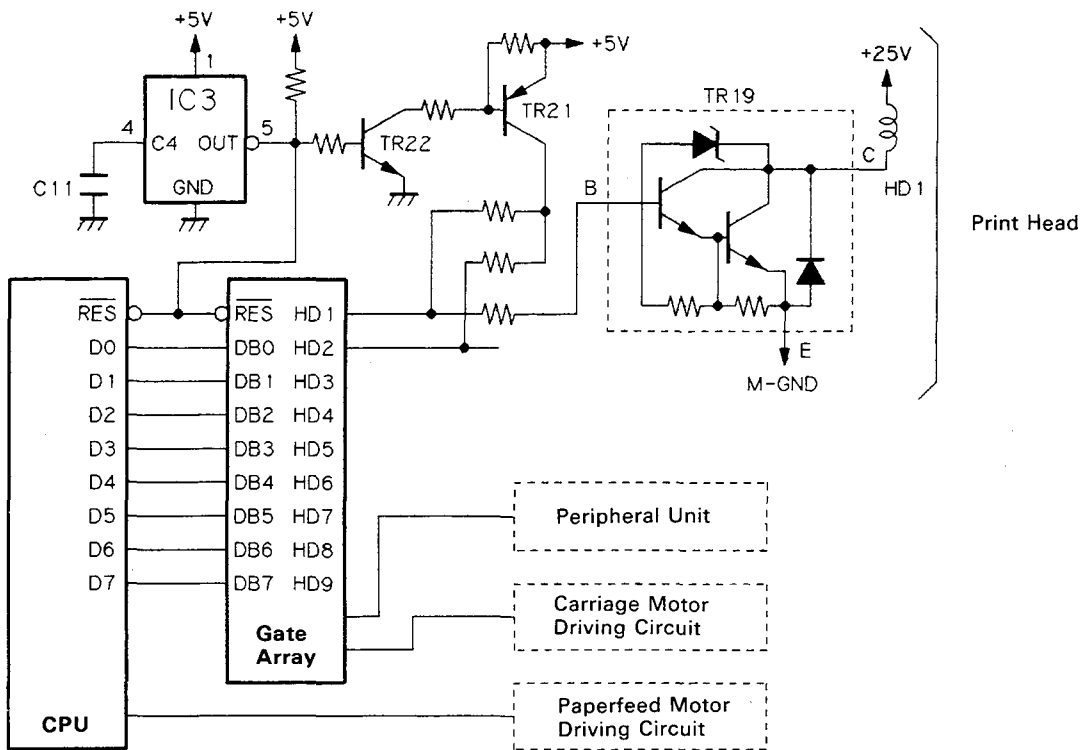 +5V
+5V
1
IC3
4
C4
OUT
5
GND
C11
TR22
+5V
TR21
TR19
+25V
B
C
HD1
E
M-GND
Print Head
RES
D0
D1
D2
D3
D4
D5
D6
D7
CPU
RES
DB0
DB1
DB2
DB3
DB4
DB5
DB6
DB7
HD1
HD2
HD3
HD4
HD5
HD6
HD7
HD8
HD9
Gate
Array
Peripheral Unit
Carriage Motor
Driving Circuit
Paperfeed Motor
Driving Circuit